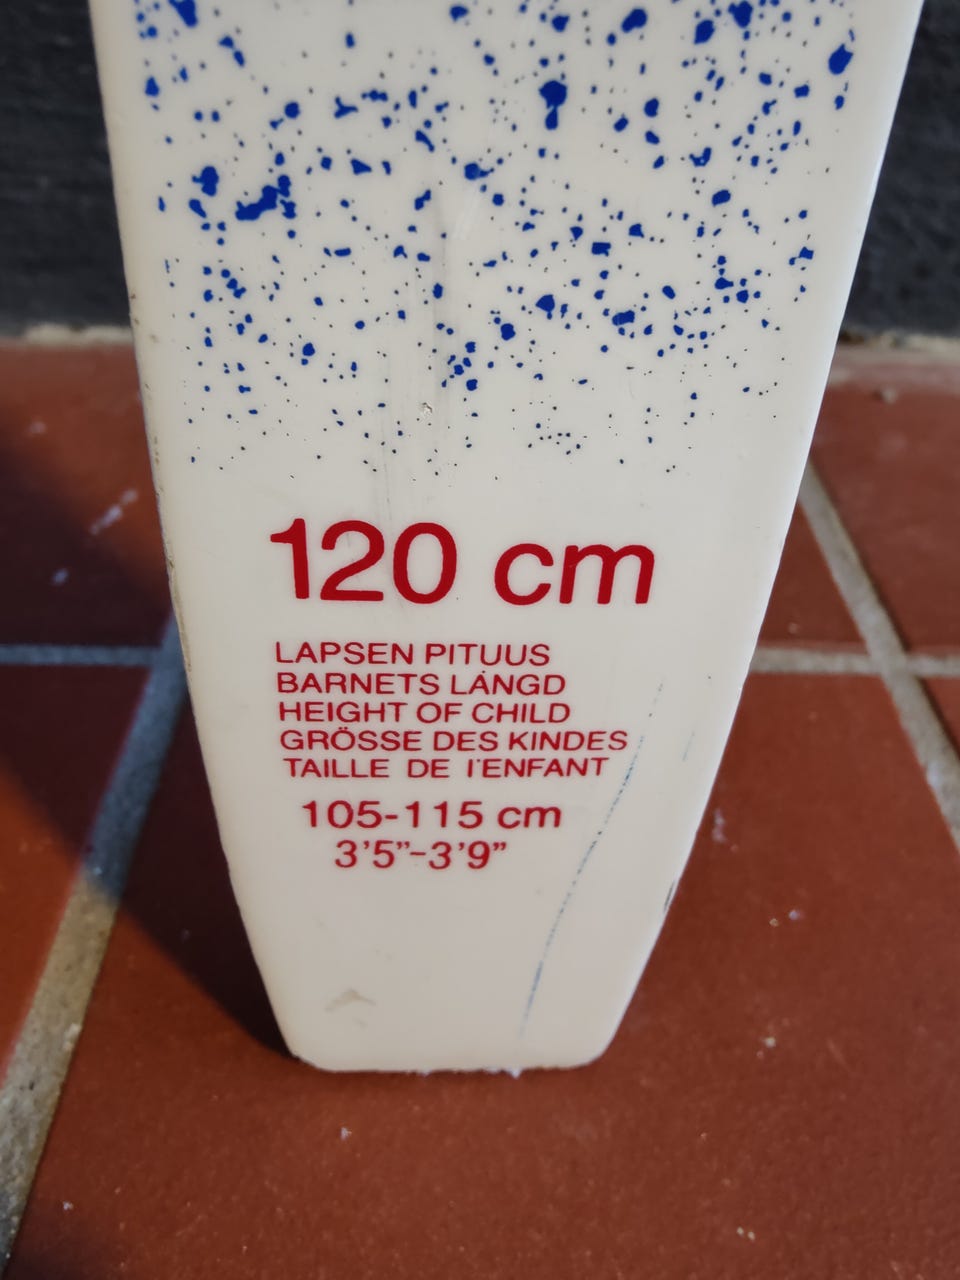 120 cm
LAPSEN PITUUS
BARNETS LÄNGD
HEIGHT OF CHILD
GRÖSSE DES KINDES
TAILLE DE l'ENFANT
105-115 cm
3'5”-3'9”